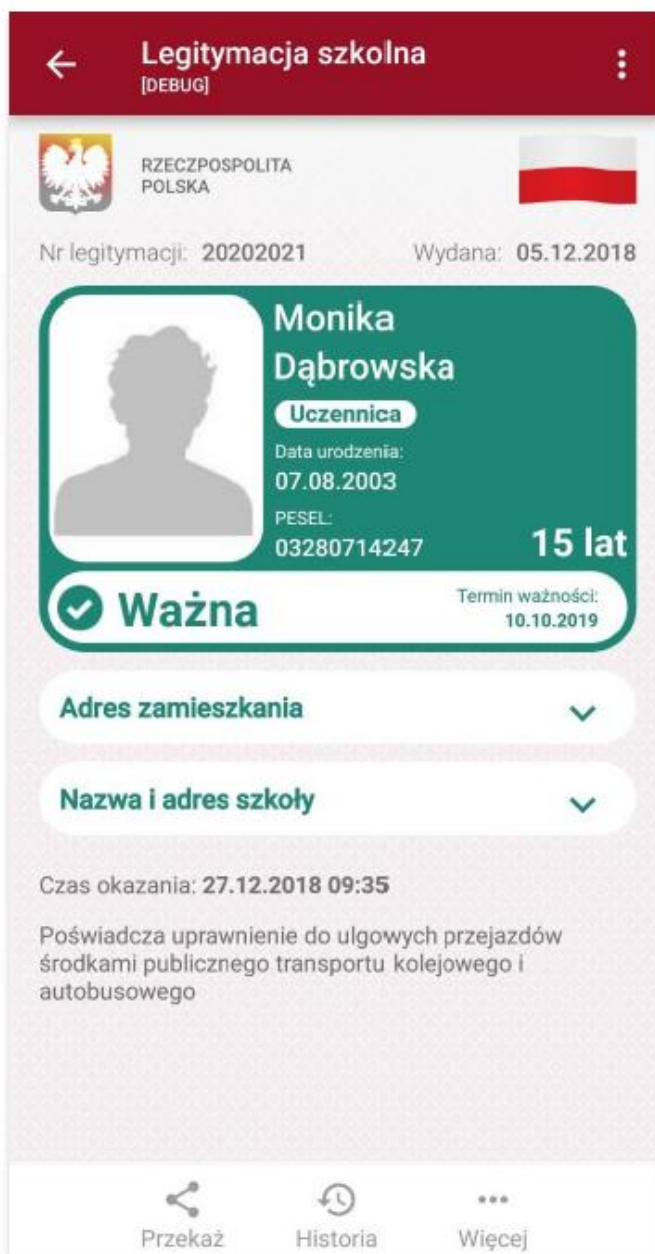 Legitymacja szkolna
[DEBUG]
RZECZPOSPOLITA
POLSKA
Nr legitymacji: 20202021 Wydana: 05.12.2018
Monika
Dąbrowska
Uczennica
Data urodzenia:
07.08.2003
PESEL:
03280714247 15 lat
Ważna
Termin ważności:
10.10.2019
Adres zamieszkania
Nazwa i adres szkoły
Czas okazania: 27.12.2018 09:35
Poświadcza uprawnienie do ulgowych przejazdów
środkami publicznego transportu kolejowego i
autobusowego
Przekaż Historia Więcej